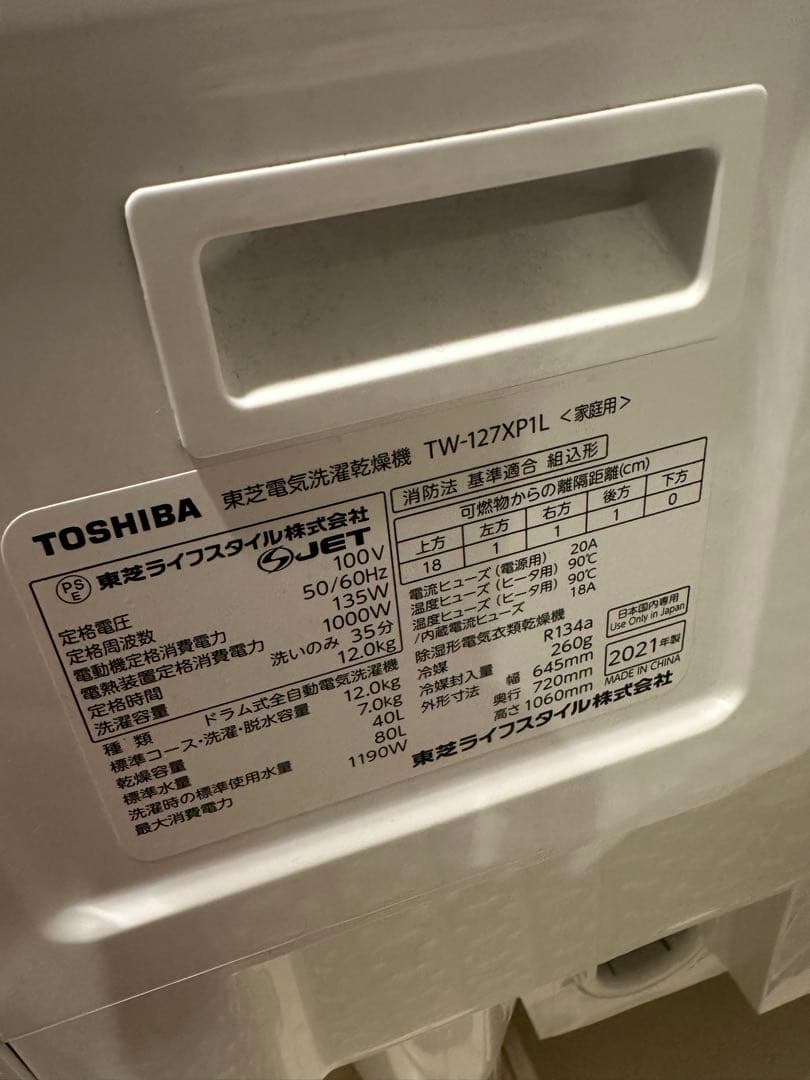 TOSHIBA 東芝電気洗濯乾燥機 TW-127XP1L <家庭用>
PS
E
東芝ライフスタイル株式会社
JET
定格電圧 100V
定格周波数 50/60Hz
電動機定格消費電力 135W
電熱装置定格消費電力 1000W
定格時間 洗いのみ 35分
洗濯容量 12.0kg
種類 ドラム式全自動電気洗濯機
標準コース・洗濯・脱水容量 12.0kg
乾燥容量 7.0kg
標準水量 40L
洗濯時の標準使用水量 80L
最大消費電力 1190W
消防法 基準適合 組込形
可燃物からの離隔距離(cm)
上方 左方 右方 後方 下方
18 1 1 1 0
電流ヒューズ(電源用) 20A
温度ヒューズ(ヒータ用) 90℃
温度ヒューズ(ヒータ用) 90℃
/内蔵電流ヒューズ 18A
除湿形電気衣類乾燥機
冷媒 R134a
冷媒封入量 260g
外形寸法 幅 645mm
奥行 720mm
高さ 1060mm
日本国内専用
Use Only in Japan
2021年製
MADE IN CHINA
東芝ライフスタイル株式会社